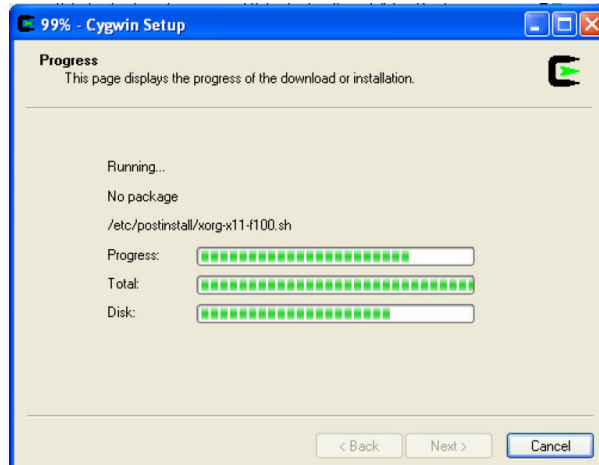 99% - Cygwin Setup
Progress
This page displays the progress of the download or installation.
Running...
No package
/etc/postinstall/xorg-x11-f100.sh
Progress:
Total:
Disk:
< Back
Next >
Cancel